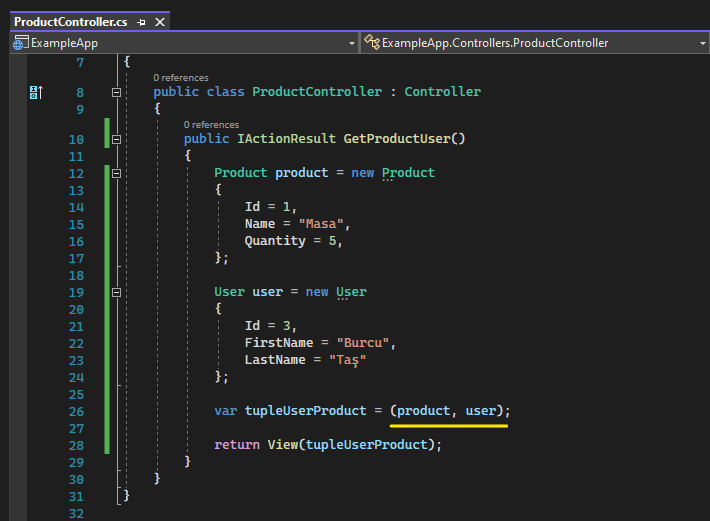 ProductController.cs
ExampleApp ExampleApp.Controllers.ProductController
7 {
0 references
8 public class ProductController : Controller
9 {
0 references
10 public IActionResult GetProductUser()
11 {
12 Product product = new Product
13 {
14 Id = 1,
15 Name = "Masa",
16 Quantity = 5,
17 };
18
19 User user = new User
20 {
21 Id = 3,
22 FirstName = "Burcu",
23 LastName = "Taş"
24 };
25
26 var tupleUserProduct = (product, user);
27
28 return View(tupleUserProduct);
29 }
30 }
31 }
32